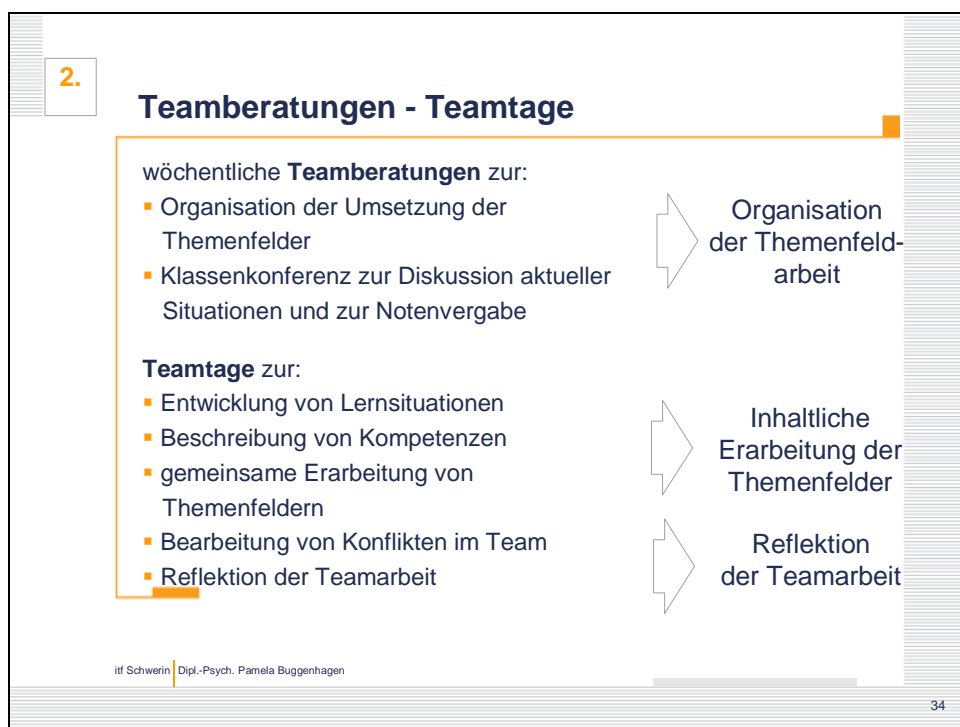 2.
Teamberatungen - Teamtage
wöchentliche Teamberatungen zur:
▪ Organisation der Umsetzung der
Themenfelder
▪ Klassenkonferenz zur Diskussion aktueller
Situationen und zur Notenvergabe
Organisation
der Themenfeld-
arbeit
Teamtage zur:
▪ Entwicklung von Lernsituationen
▪ Beschreibung von Kompetenzen
▪ gemeinsame Erarbeitung von
Themenfeldern
▪ Bearbeitung von Konflikten im Team
▪ Reflektion der Teamarbeit
Inhaltliche
Erarbeitung der
Themenfelder
Reflektion
der Teamarbeit
itf Schwerin Dipl.-Psych. Pamela Buggenhagen
34